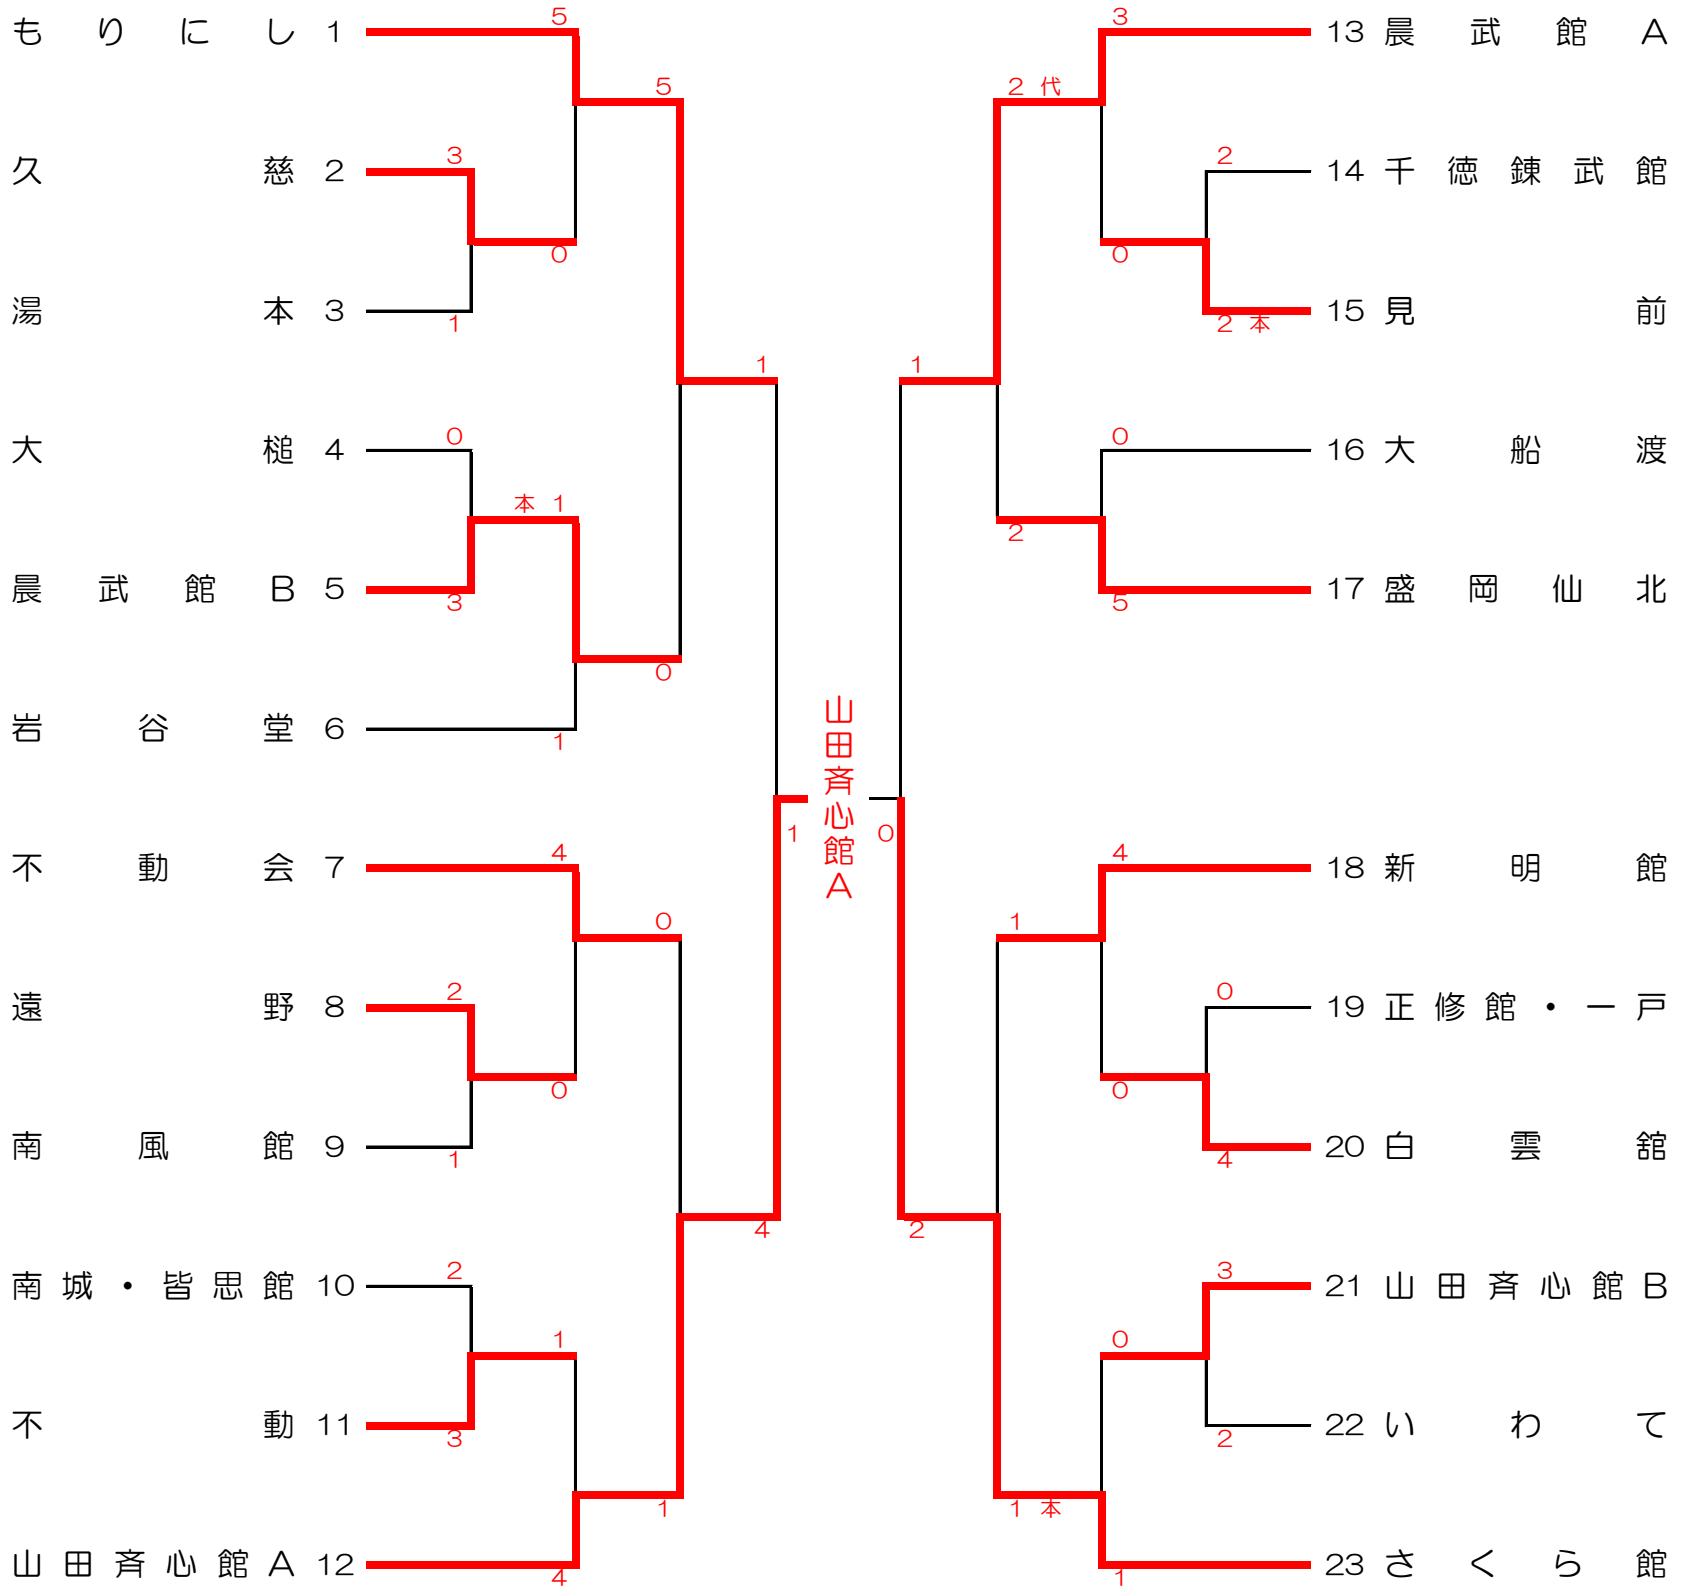 もりにし 1
久慈 2
湯本 3
大槌 4
晨武館B 5
岩谷堂 6
不動会 7
遠野 8
南風館 9
南城・皆思館 10
不動 11
山田斉心館A 12
5
3
1
0
0
3
本 1
1
4
2
1
0
2
3
1
4
5
0
0
1
1
4
1
山田斉心館A
0
1
2
2 代
2
1
1 本
3
0
2
2 本
0
5
4
0
0
4
0
3
2
1
13 晨武館A
14 千徳錬武館
15 見前
16 大船渡
17 盛岡仙北
18 新明館
19 正修館・一戸
20 白雲舘
21 山田斉心館B
22 いわて
23 さくら館